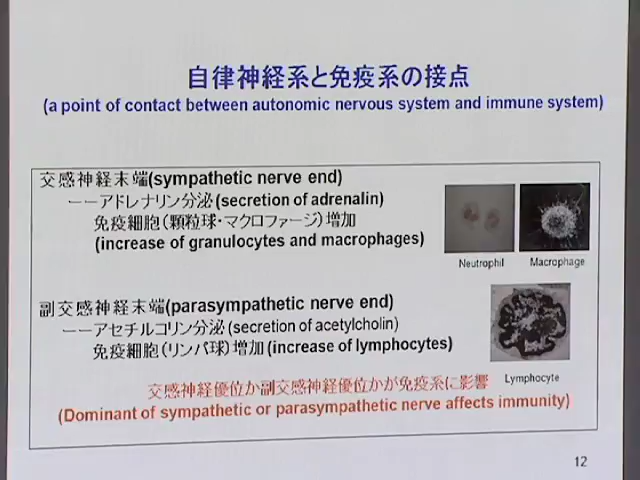 自律神経系と免疫系の接点
(a point of contact between autonomic nervous system and immune system)
交感神経末端(sympathetic nerve end)
ーーアドレナリン分泌(secretion of adrenalin)
免疫細胞(顆粒球・マクロファージ)増加
(increase of granulocytes and macrophages)
Neutrophil
Macrophage
副交感神経末端(parasympathetic nerve end)
ーーアセチルコリン分泌(secretion of acetylcholin)
免疫細胞(リンパ球)増加(increase of lymphocytes)
Lymphocyte
交感神経優位か副交感神経優位かが免疫系に影響
(Dominant of sympathetic or parasympathetic nerve affects immunity)
12